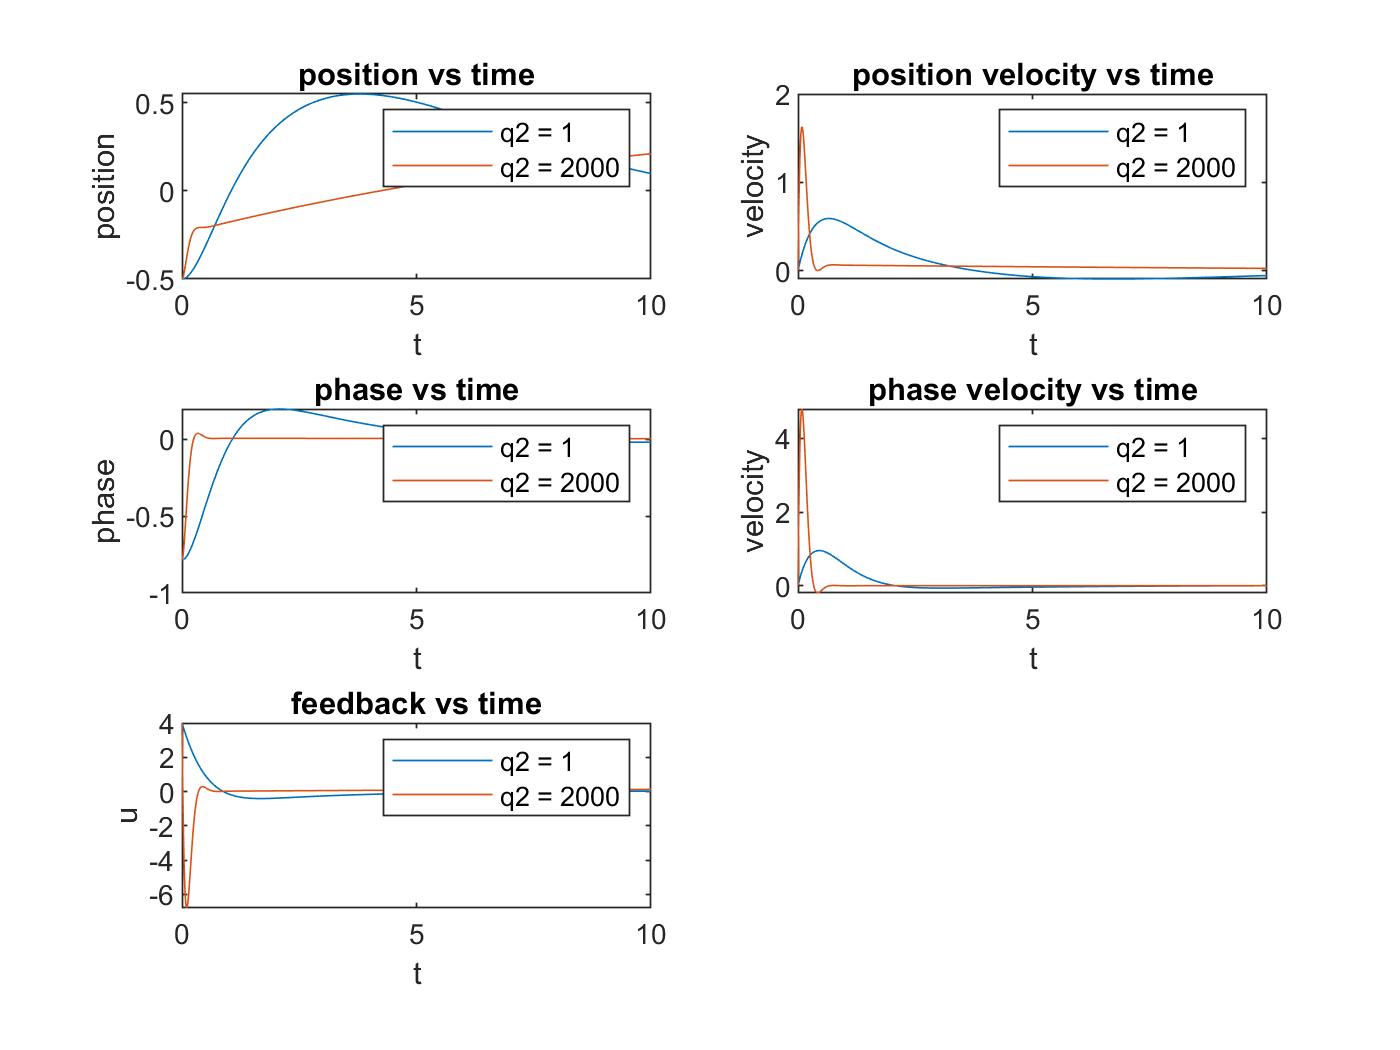 position vs time
position
0.5
0
-0.5
0
5
10
t
q2 = 1
q2 = 2000
position velocity vs time
velocity
2
1
0
0
5
10
t
q2 = 1
q2 = 2000
phase vs time
phase
0
-0.5
-1
0
5
10
t
q2 = 1
q2 = 2000
phase velocity vs time
velocity
4
2
0
0
5
10
t
q2 = 1
q2 = 2000
feedback vs time
u
4
2
0
-2
-4
-6
0
5
10
t
q2 = 1
q2 = 2000